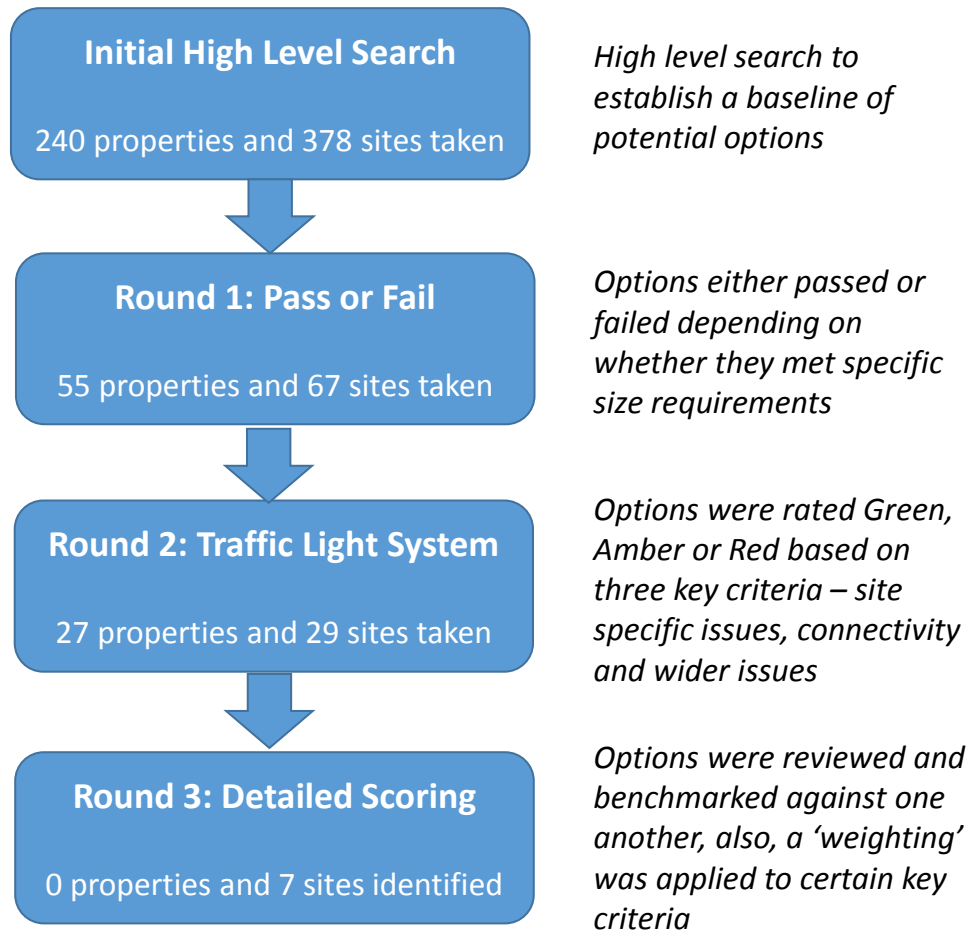 Initial High Level Search
240 properties and 378 sites taken
High level search to
establish a baseline of
potential options
Round 1: Pass or Fail
55 properties and 67 sites taken
Options either passed or
failed depending on
whether they met specific
size requirements
Round 2: Traffic Light System
27 properties and 29 sites taken
Options were rated Green,
Amber or Red based on
three key criteria – site
specific issues, connectivity
and wider issues
Round 3: Detailed Scoring
0 properties and 7 sites identified
Options were reviewed and
benchmarked against one
another, also, a ‘weighting’
was applied to certain key
criteria